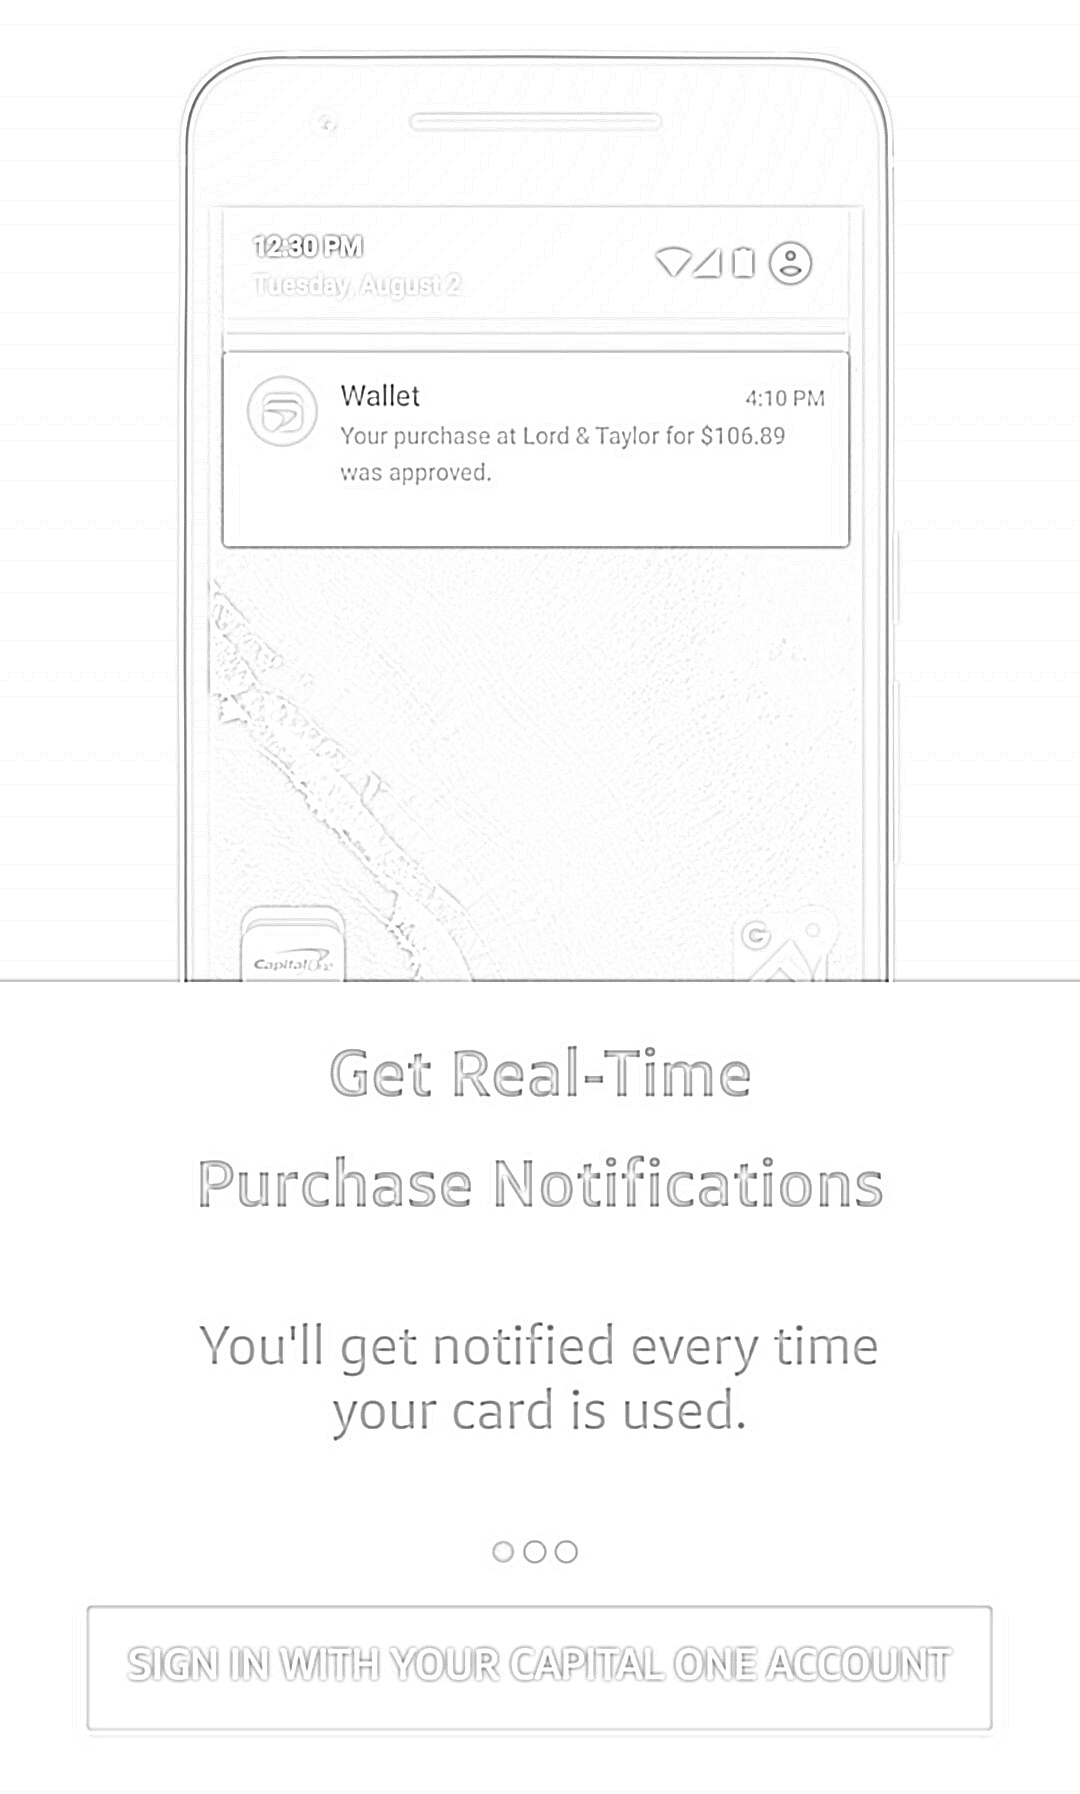 12:30 PM
Tuesday, August 2
Wallet
4:10 PM
Your purchase at Lord & Taylor for $106.89
was approved.
Capital One
G
Get Real-Time
Purchase Notifications
You'll get notified every time
your card is used.
SIGN IN WITH YOUR CAPITAL ONE ACCOUNT